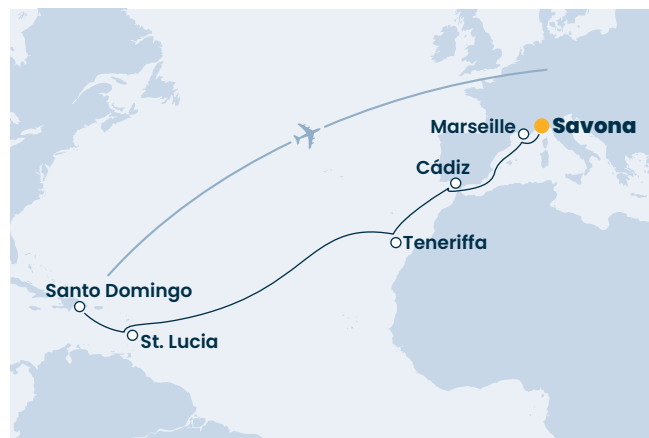 Marseille
Savona
Cádiz
Teneriffa
Santo Domingo
St. Lucia